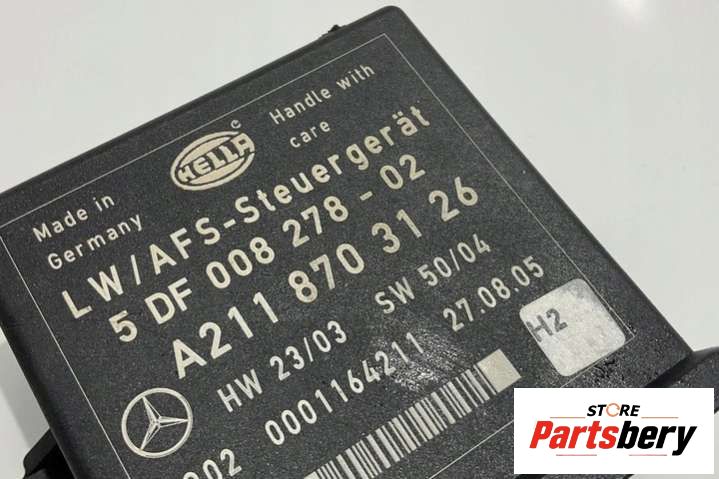 HELLA
Made in
Germany
Handle with
care
LW/AFS-Steuergerät
5 DF 008 278 - 02
A211 870 31 26
HW 23/03 SW 50/04
0001164211 27.08.05
H2
STORE
Partsbery